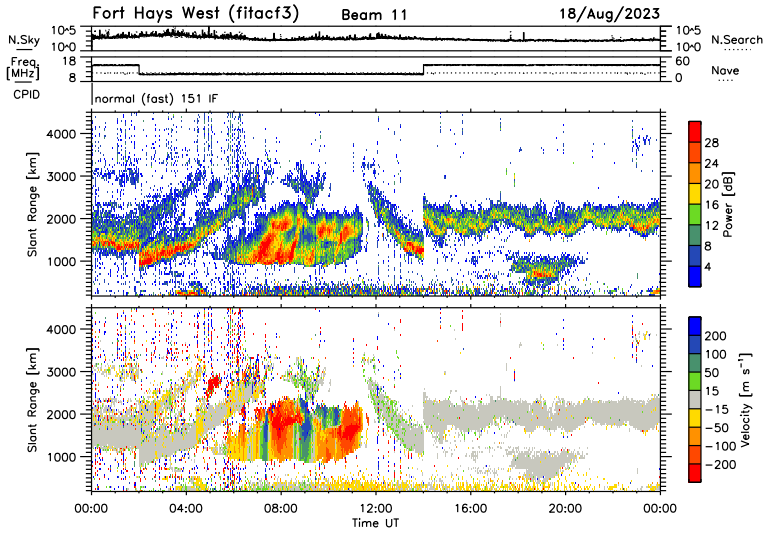 Fort Hays West (fitacf3) Beam 11 18/Aug/2023
N.Sky 10^5 10^0 10^5 10^0 N.Search
Freq. [MHz] 18 8 60 0 Nave
CPID normal (fast) 151 IF
Slant Range [km] 4000 3000 2000 1000
Power [dB] 28 24 20 16 12 8 4
Slant Range [km] 4000 3000 2000 1000
Velocity [m s⁻¹] 200 100 50 15 −15 −50 −100 −200
00:00 04:00 08:00 12:00 16:00 20:00 00:00
Time UT